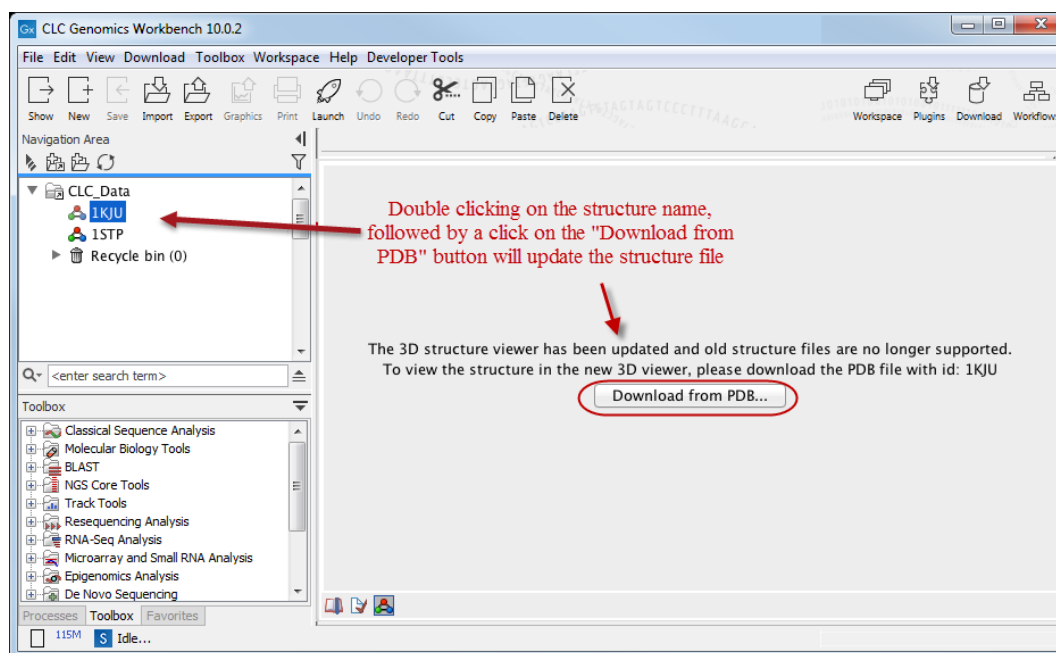 Gx CLC Genomics Workbench 10.0.2
File Edit View Download Toolbox Workspace Help Developer Tools
Show New Save Import Export Graphics Print Launch Undo Redo Cut Copy Paste Delete Workspace Plugins Download Workflows
Navigation Area
CLC_Data
1KJU
1STP
Recycle bin (0)
Double clicking on the structure name,
followed by a click on the "Download from
PDB" button will update the structure file
The 3D structure viewer has been updated and old structure files are no longer supported.
To view the structure in the new 3D viewer, please download the PDB file with id: 1KJU
Download from PDB...
<enter search term>
Toolbox
Classical Sequence Analysis
Molecular Biology Tools
BLAST
NGS Core Tools
Track Tools
Resequencing Analysis
RNA-Seq Analysis
Microarray and Small RNA Analysis
Epigenomics Analysis
De Novo Sequencing
Processes Toolbox Favorites
115M S Idle...